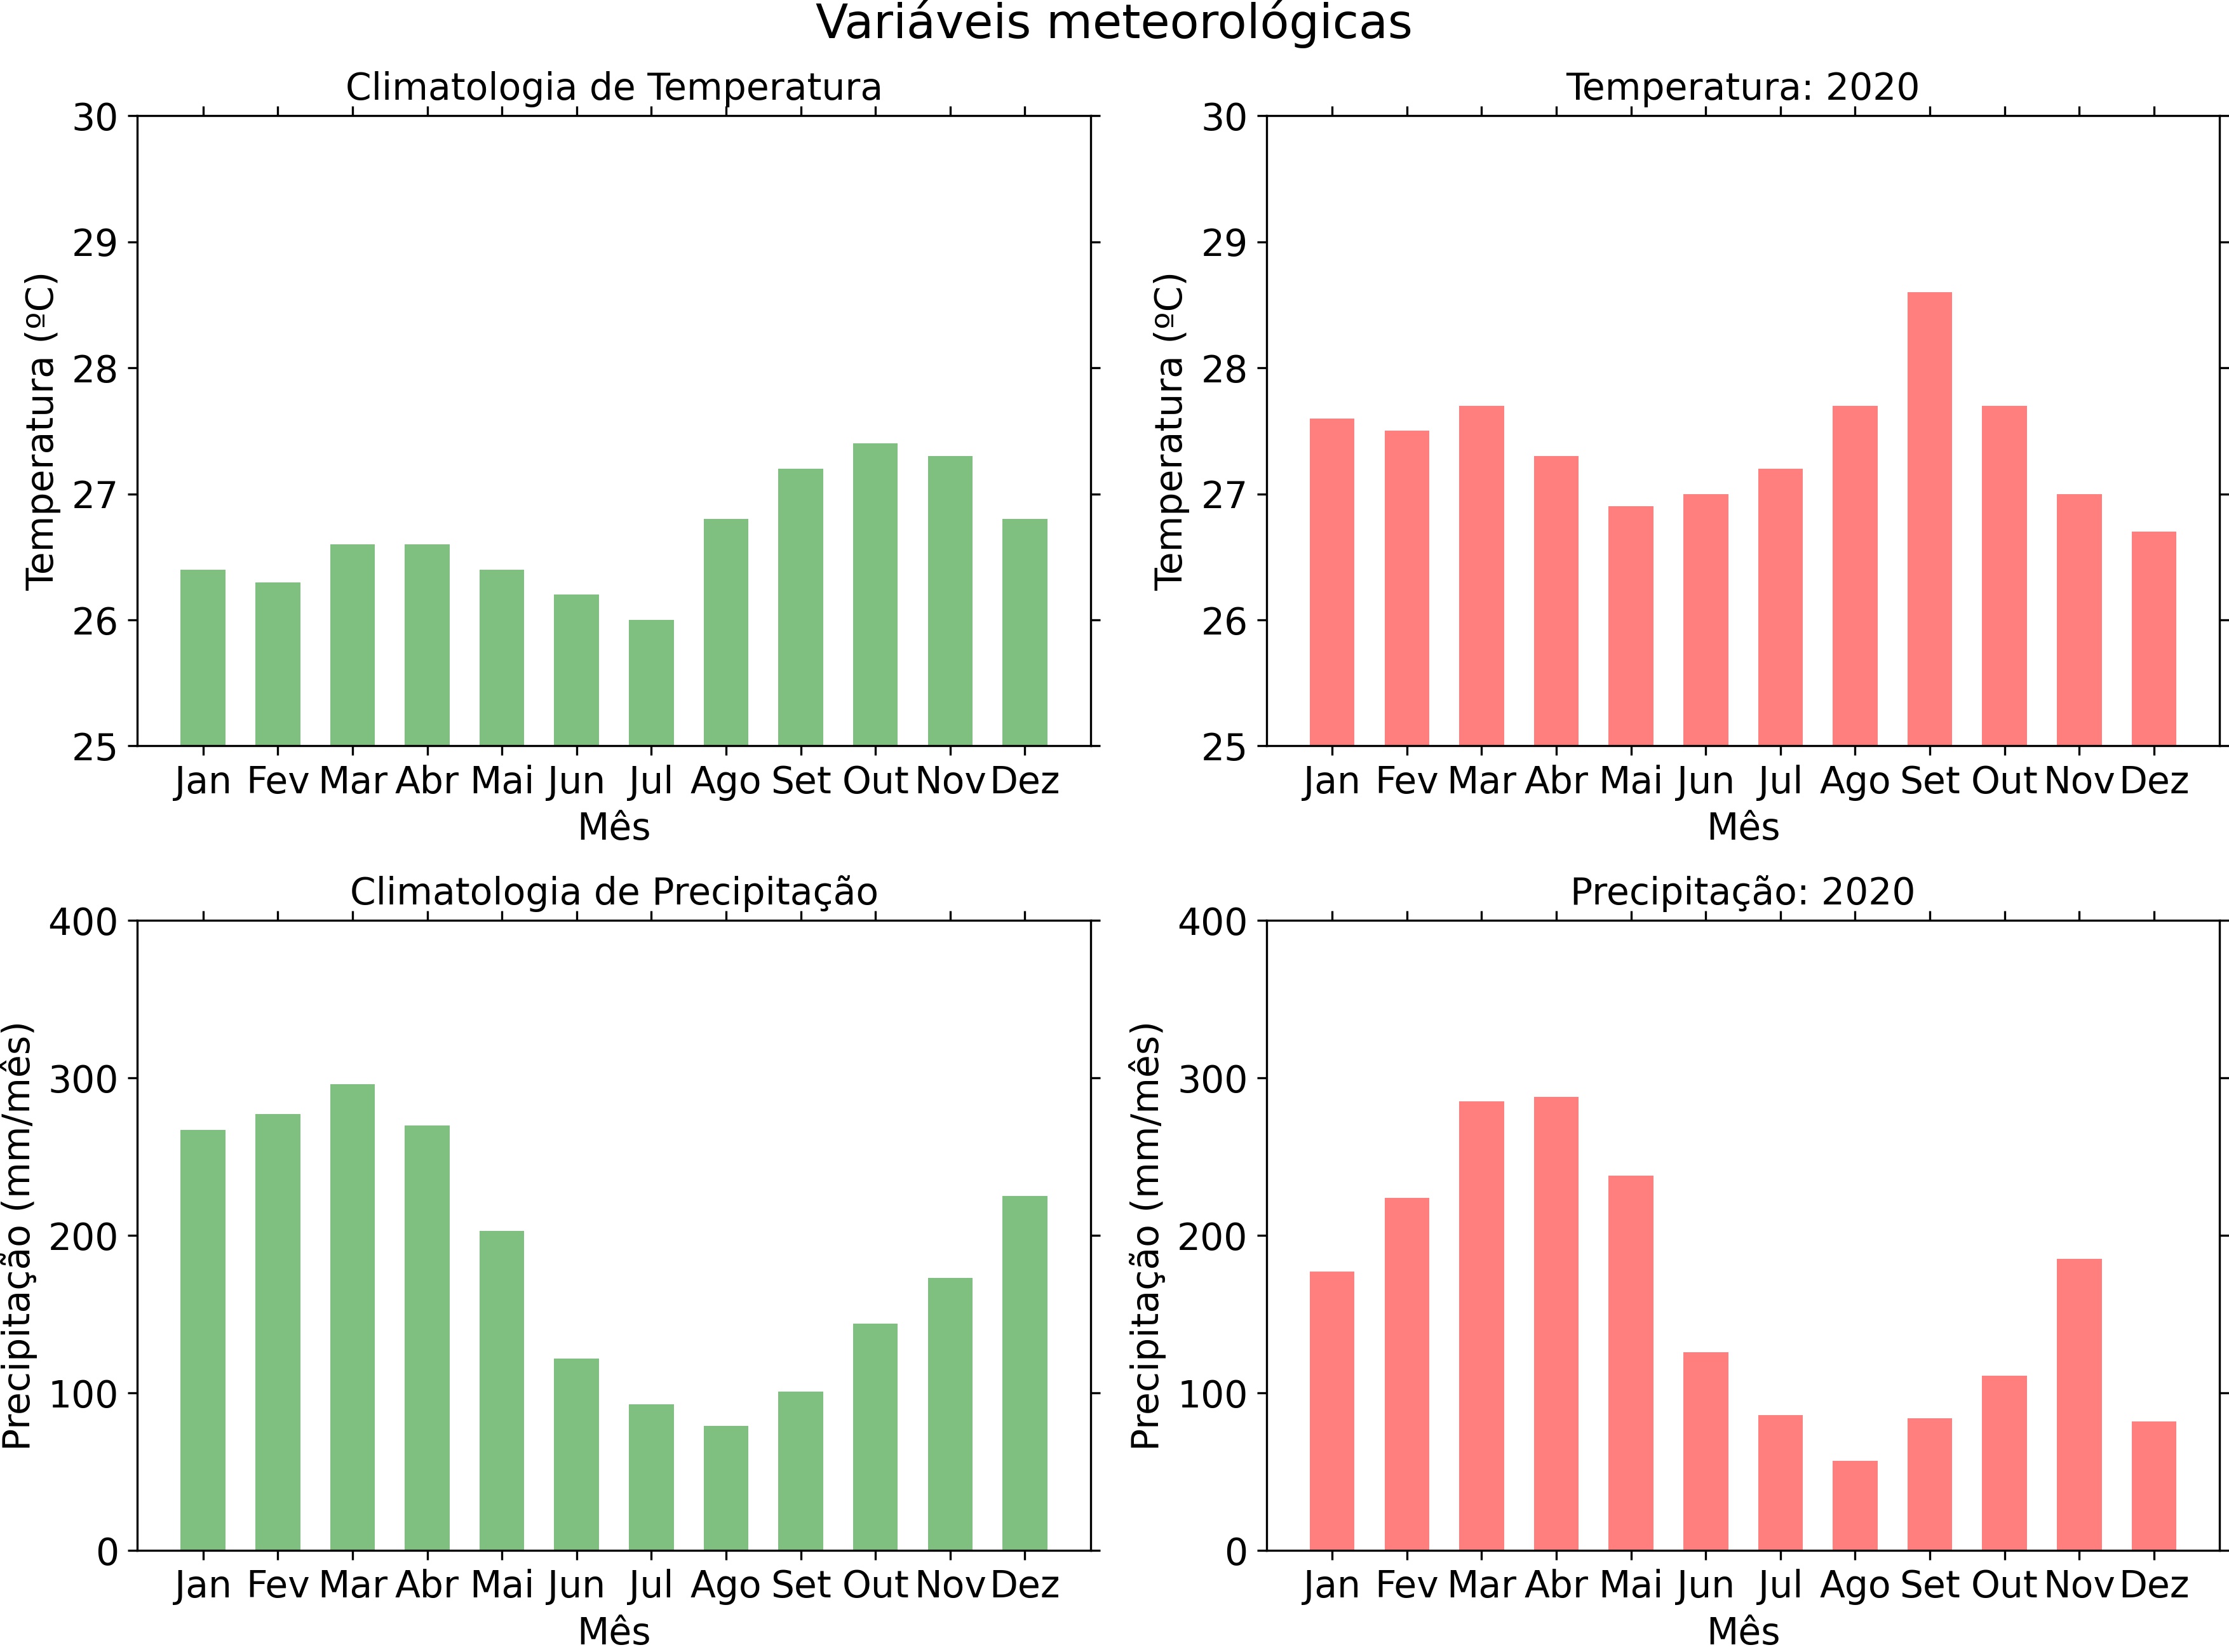 Variáveis meteorológicas
Climatologia de Temperatura
Temperatura (ºC)
30
29
28
27
26
25
Jan Fev Mar Abr Mai Jun Jul Ago Set Out Nov Dez
Mês
Temperatura: 2020
Temperatura (ºC)
30
29
28
27
26
25
Jan Fev Mar Abr Mai Jun Jul Ago Set Out Nov Dez
Mês
Climatologia de Precipitação
Precipitação (mm/mês)
400
300
200
100
0
Jan Fev Mar Abr Mai Jun Jul Ago Set Out Nov Dez
Mês
Precipitação: 2020
Precipitação (mm/mês)
400
300
200
100
0
Jan Fev Mar Abr Mai Jun Jul Ago Set Out Nov Dez
Mês